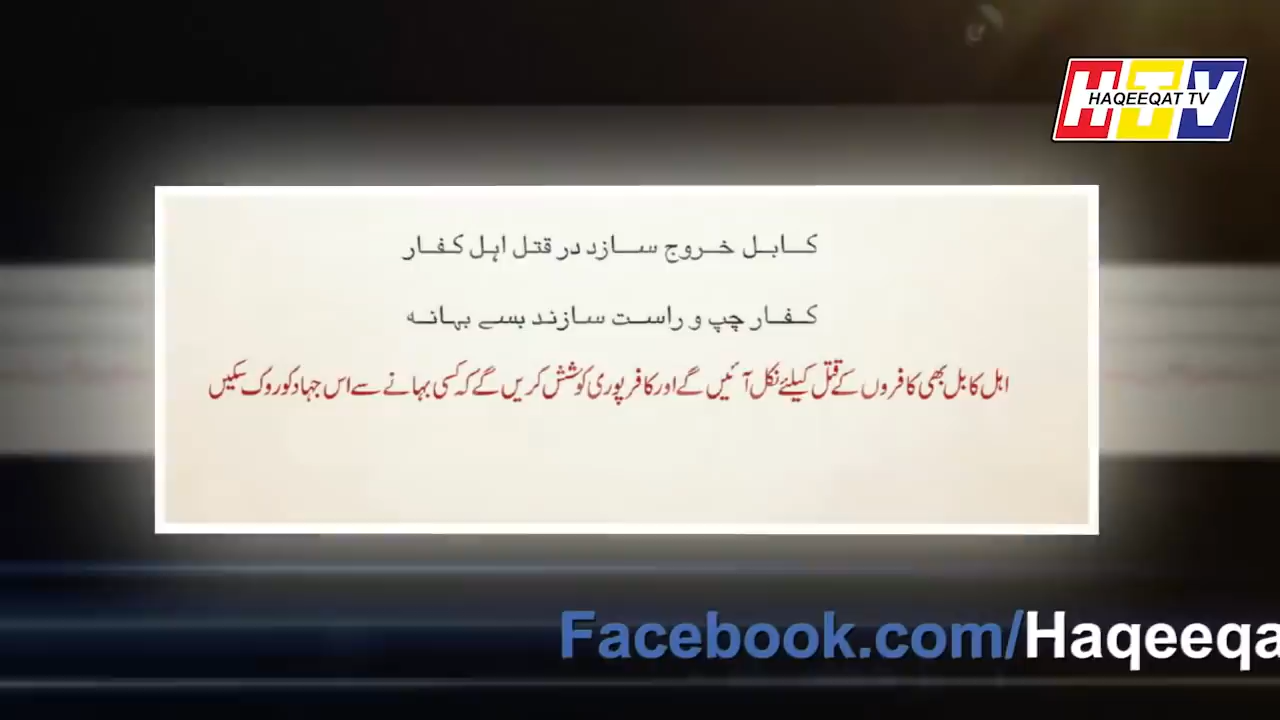 HTV
HAQEEQAT TV
کابل خروج سازد در قتل اہل کفار
کفار چپ و راست سازند بسے بہانہ
اہل کابل بھی کافروں کے قتل کیلئے نکل آئیں گے اور کافر پوری کوشش کریں گے کہ کسی بہانے سے اس جہاد کو روک سکیں
Facebook.com/Haqeeqa